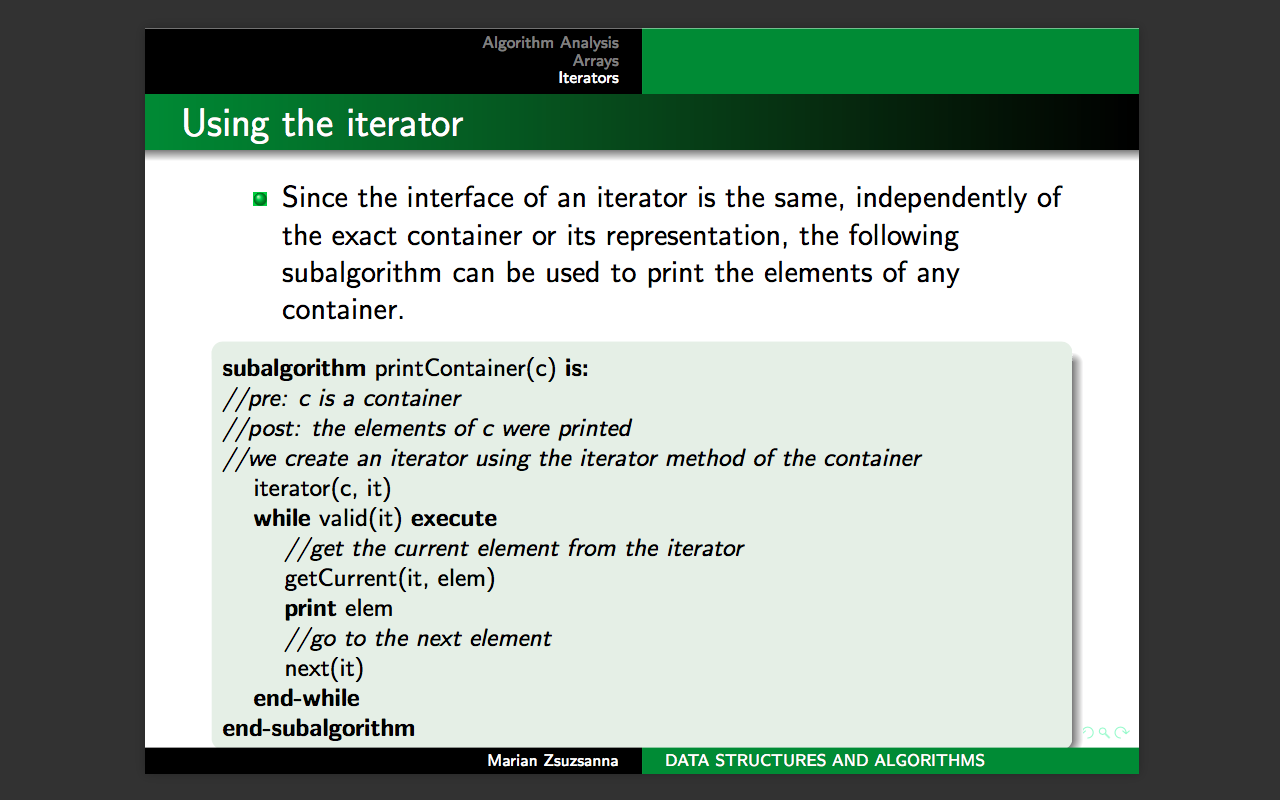 Algorithm Analysis
Arrays
Iterators
Using the iterator
Since the interface of an iterator is the same, independently of
the exact container or its representation, the following
subalgorithm can be used to print the elements of any
container.
subalgorithm printContainer(c) is:
//pre: c is a container
//post: the elements of c were printed
//we create an iterator using the iterator method of the container
iterator(c, it)
while valid(it) execute
//get the current element from the iterator
getCurrent(it, elem)
print elem
//go to the next element
next(it)
end-while
end-subalgorithm
Marian Zsuzsanna
DATA STRUCTURES AND ALGORITHMS